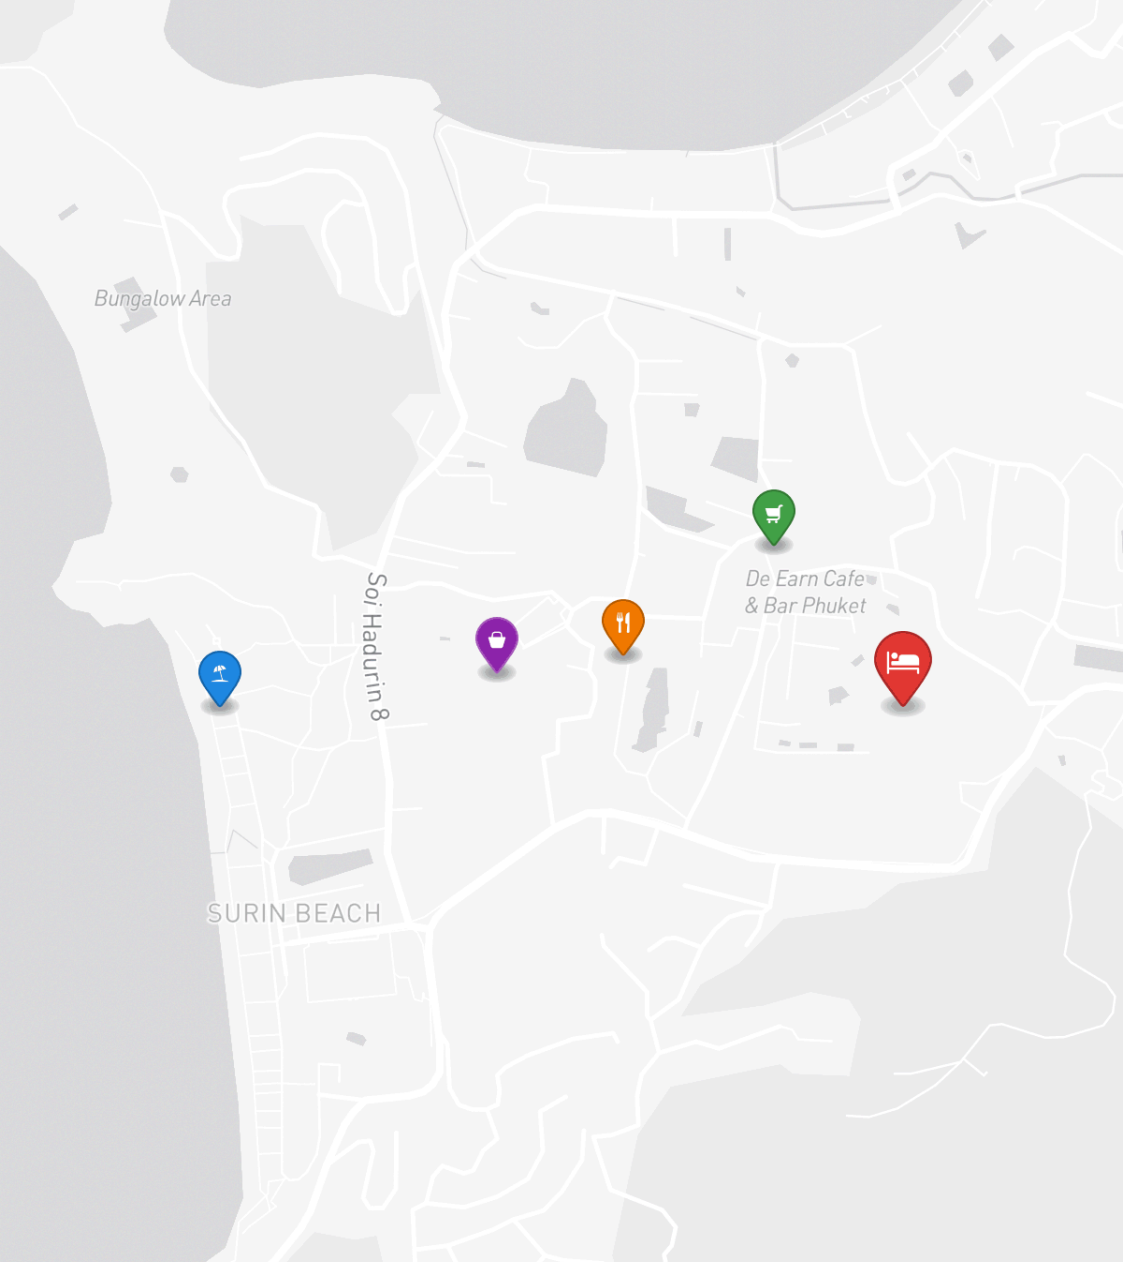 Bungalow Area
Soi Hadurin 8
De Earn Cafe
& Bar Phuket
SURIN BEACH